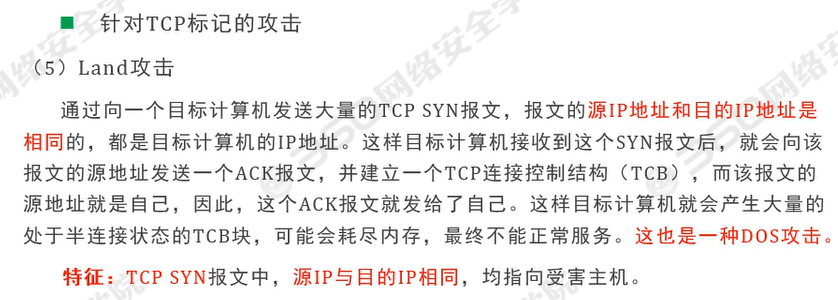 ■ 针对TCP标记的攻击
（5）Land攻击
通过向一个目标计算机发送大量的TCP SYN报文，报文的源IP地址和目的IP地址是
相同的，都是目标计算机的IP地址。这样目标计算机接收到这个SYN报文后，就会向该
报文的源地址发送一个ACK报文，并建立一个TCP连接控制结构（TCB），而该报文的
源地址就是自己，因此，这个ACK报文就发给了自己。这样目标计算机就会产生大量的
处于半连接状态的TCB块，可能会耗尽内存，最终不能正常服务。这也是一种DOS攻击。
特征：TCP SYN报文中，源IP与目的IP相同，均指向受害主机。